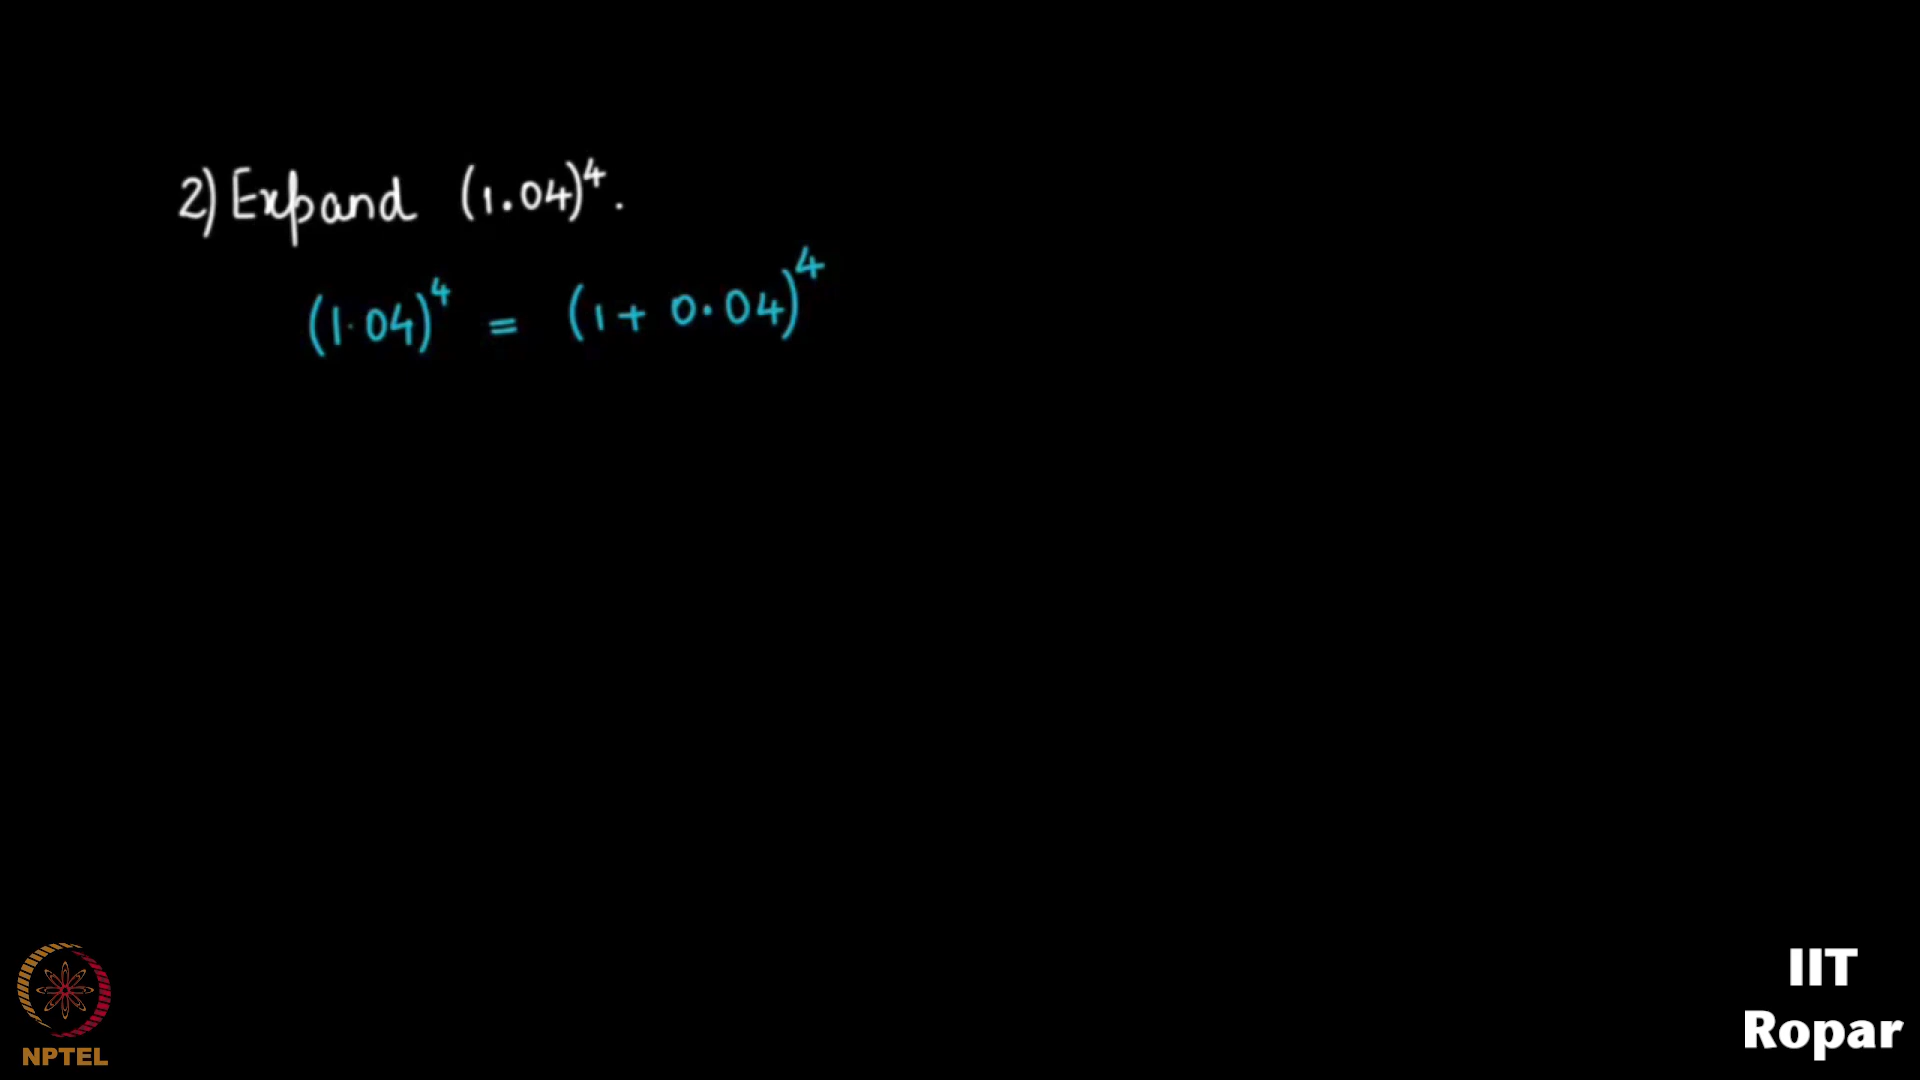 2) Expand (1.04)⁴.
(1.04)⁴ = (1 + 0.04)⁴
NPTEL
IIT
Ropar